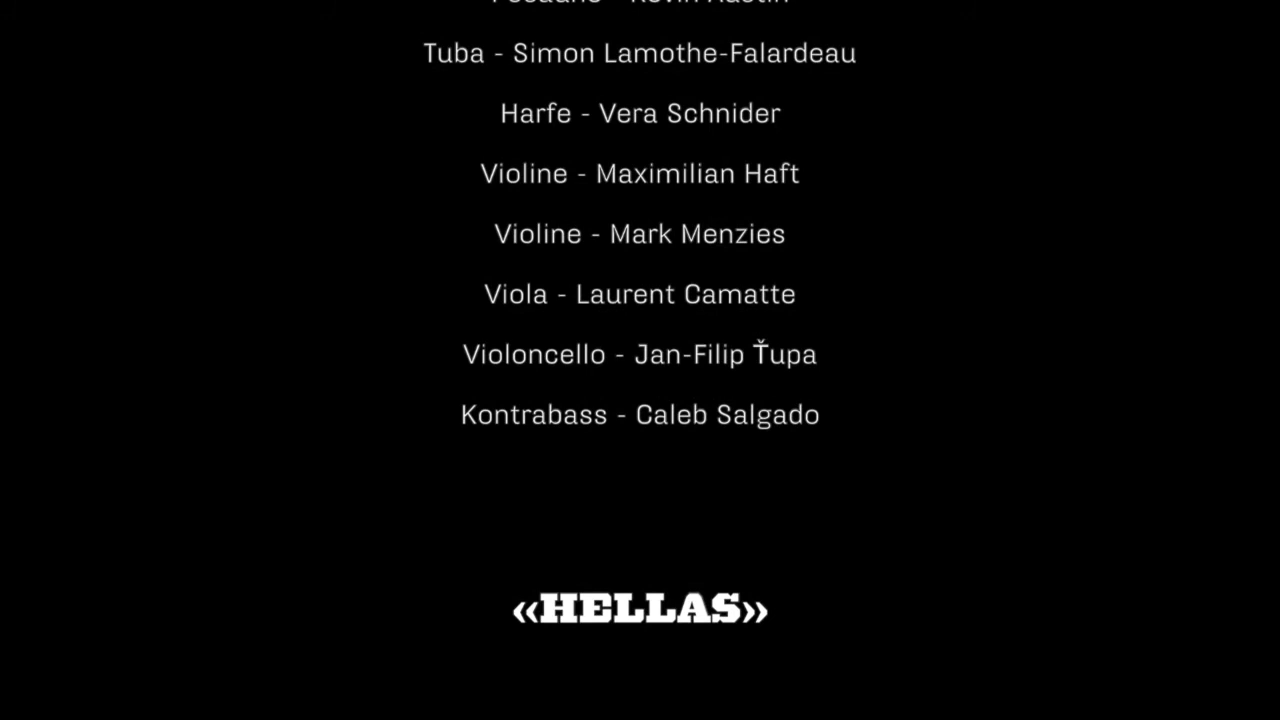 Tuba - Simon Lamothe-Falardeau
Harfe - Vera Schnider
Violine - Maximilian Haft
Violine - Mark Menzies
Viola - Laurent Camatte
Violoncello - Jan-Filip Ťupa
Kontrabass - Caleb Salgado
«HELLAS»